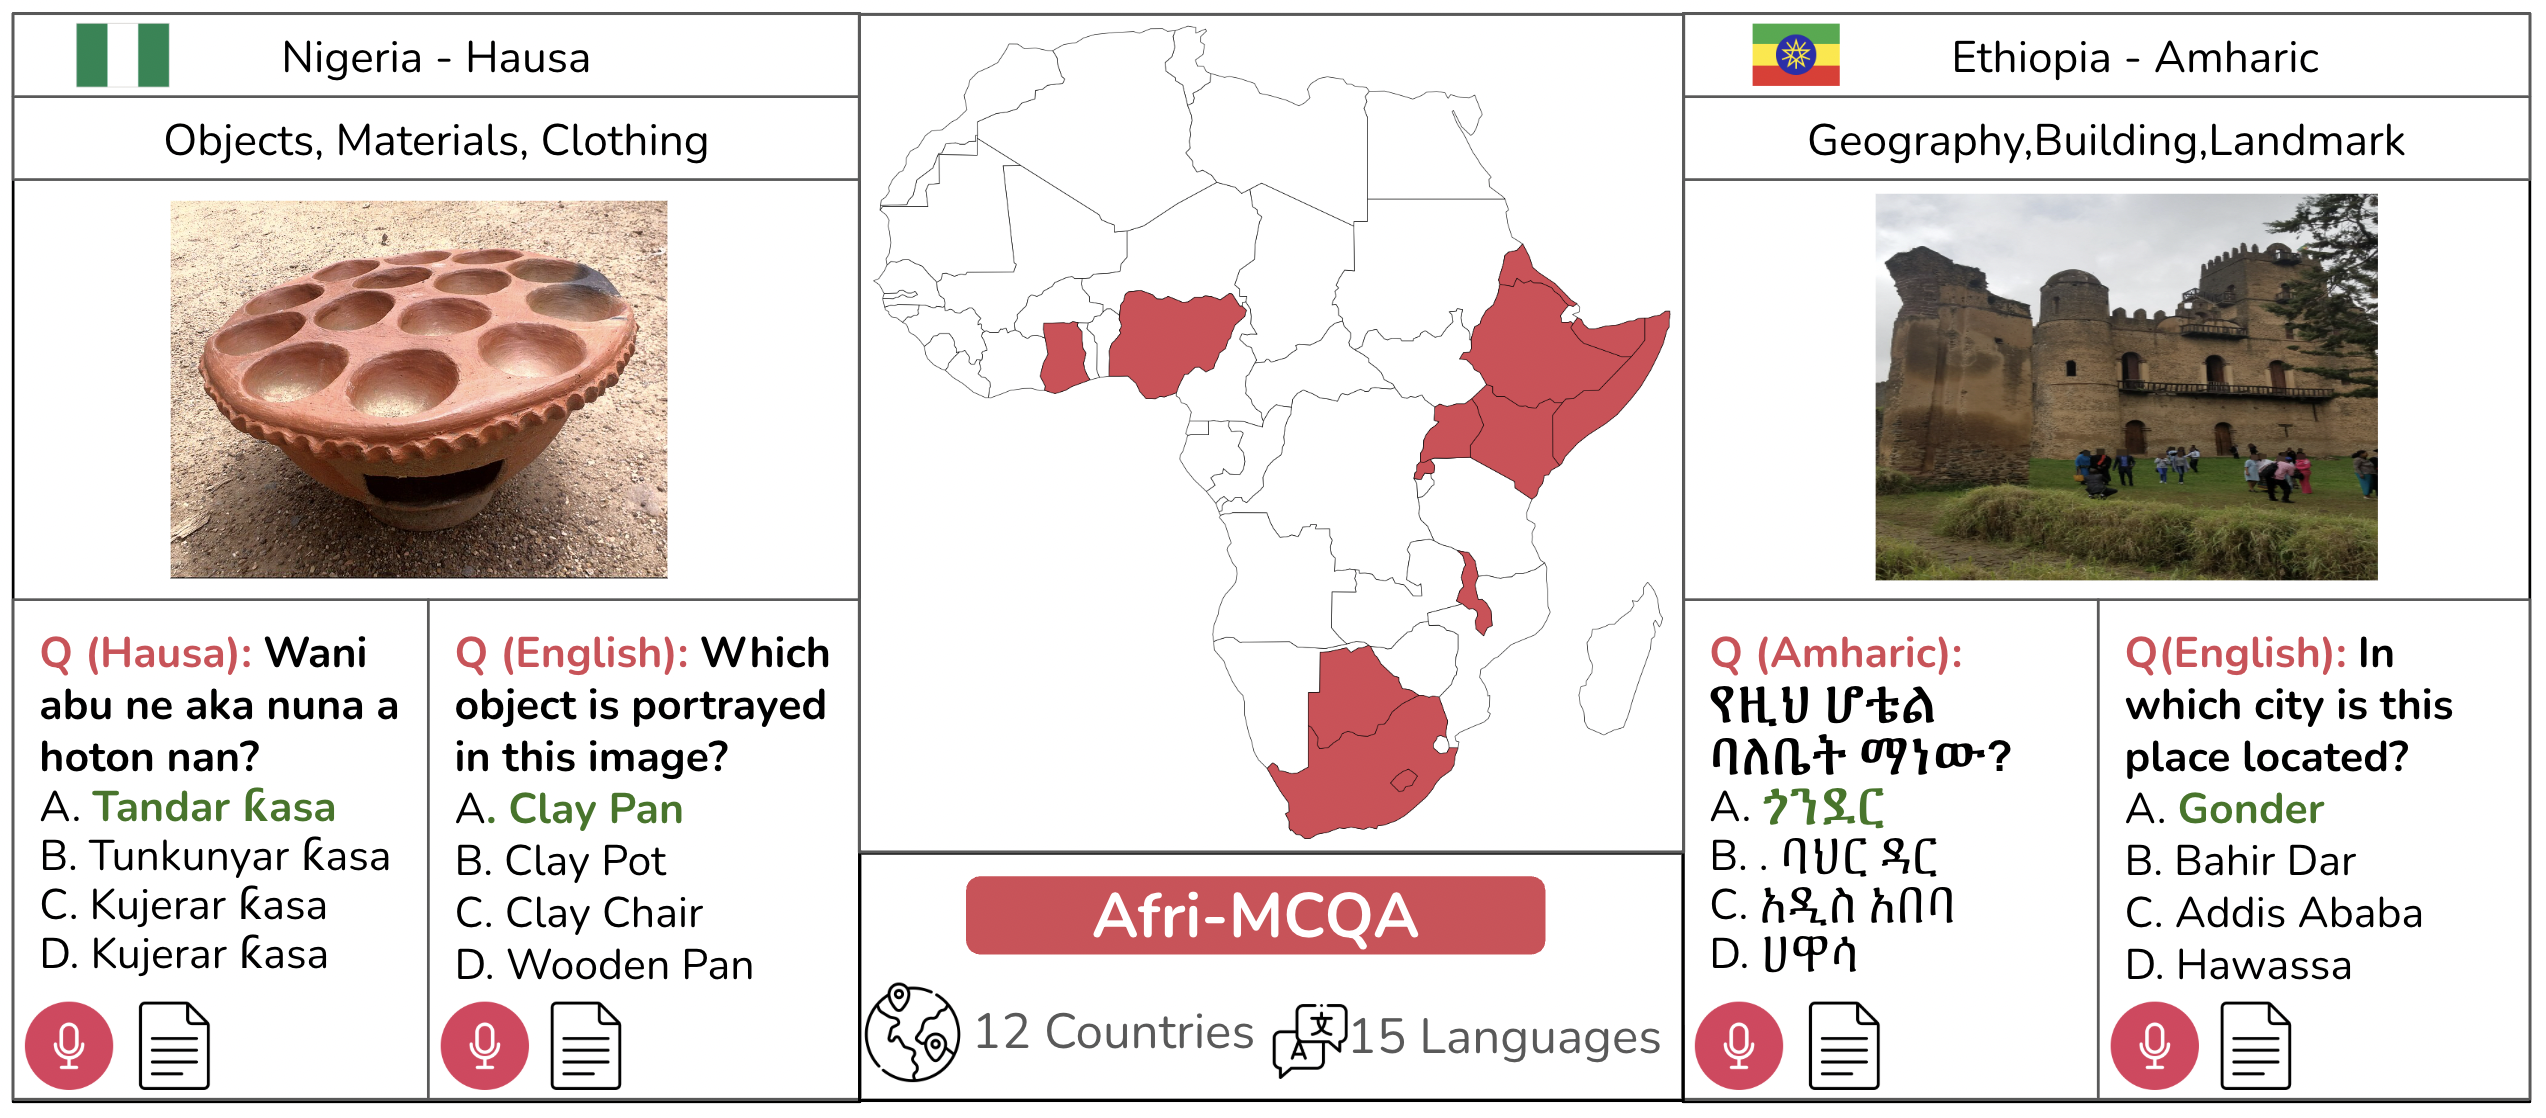 Nigeria - Hausa
Objects, Materials, Clothing
Q (Hausa): Wani
abu ne aka nuna a
hoton nan?
A. Tandar ƙasa
B. Tunkunyar ƙasa
C. Kujerar ƙasa
D. Kujerar ƙasa
Q (English): Which
object is portrayed
in this image?
A. Clay Pan
B. Clay Pot
C. Clay Chair
D. Wooden Pan
Afri-MCQA
12 Countries
文
A
15 Languages
Ethiopia - Amharic
Geography,Building,Landmark
Q (Amharic):
የዚህ ሆቴል
ባለቤት ማነው?
A. ጎንደር
B. . ባህር ዳር
C. አዲስ አበባ
D. ሀዋሳ
Q(English): In
which city is this
place located?
A. Gonder
B. Bahir Dar
C. Addis Ababa
D. Hawassa